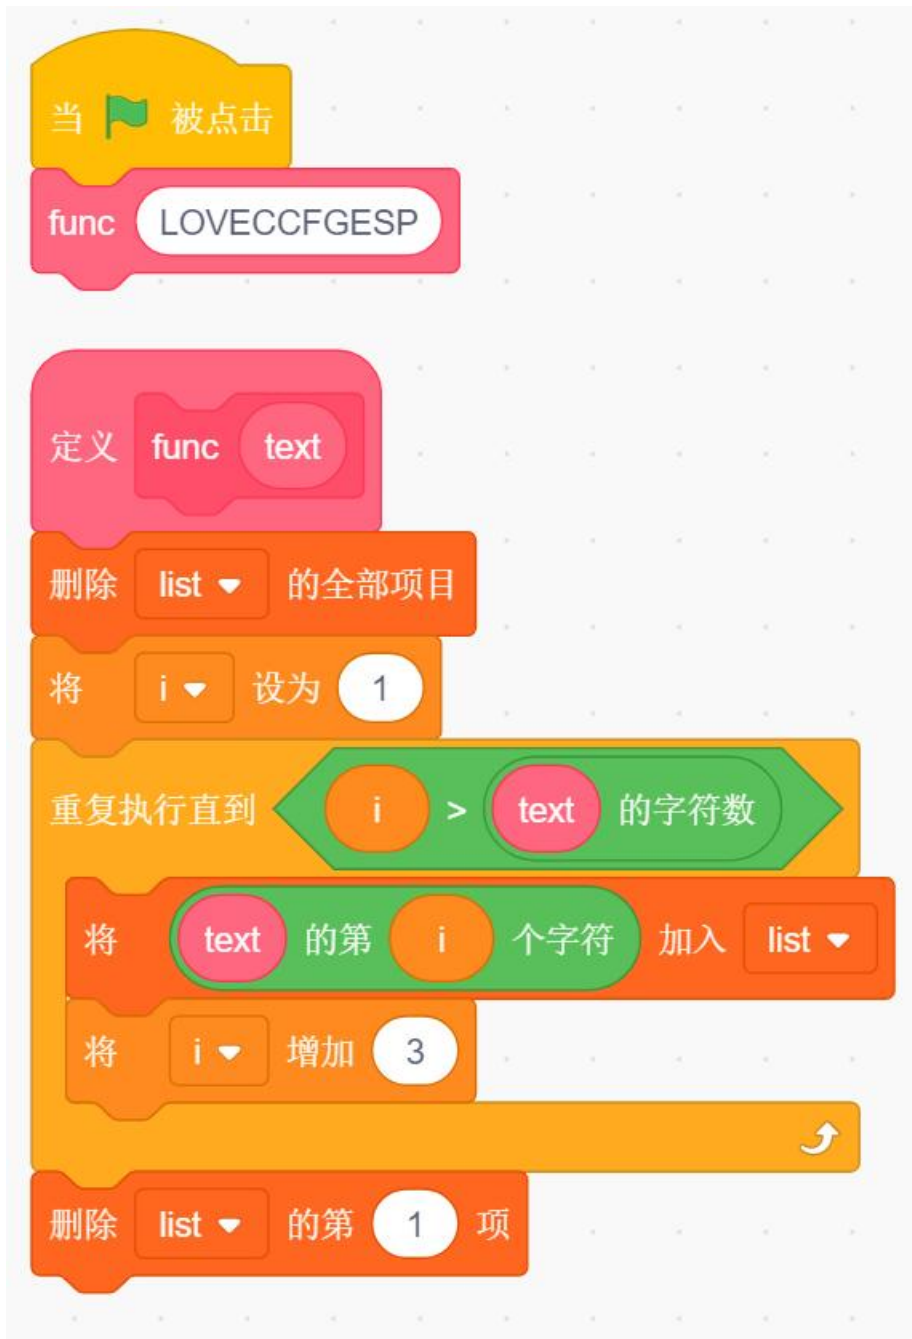 当 被点击
func LOVECCFGESP
定义 func text
删除 list 的全部项目
将 i 设为 1
重复执行直到 i > text 的字符数
将 text 的第 i 个字符 加入 list
将 i 增加 3
删除 list 的第 1 项